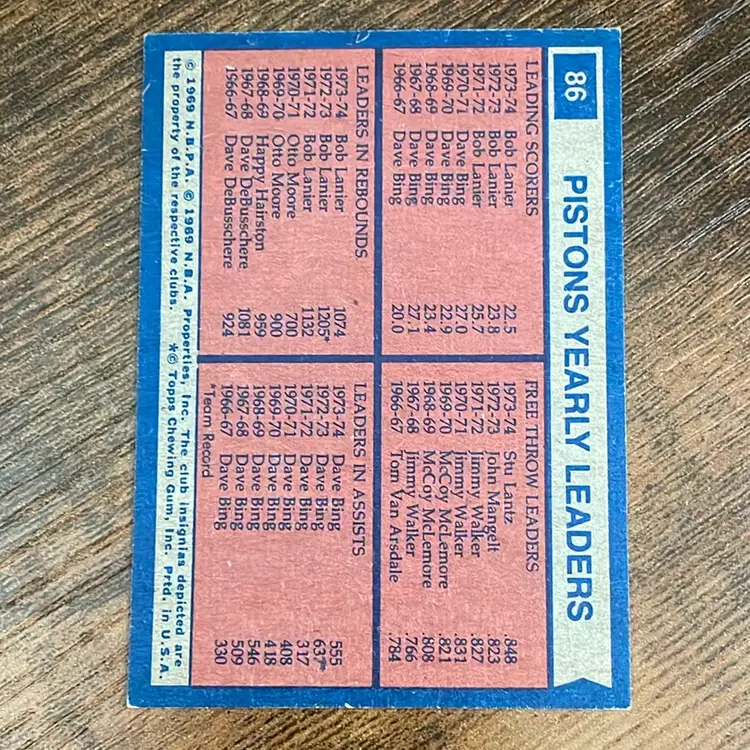 86
PISTONS YEARLY LEADERS
LEADING SCORERS
1973-74 Bob Lanier 22.5
1972-73 Bob Lanier 23.8
1971-72 Bob Lanier 25.7
1970-71 Dave Bing 27.0
1969-70 Dave Bing 22.9
1968-69 Dave Bing 23.4
1967-68 Dave Bing 27.1
1966-67 Dave Bing 20.0
FREE THROW LEADERS
1973-74 Stu Lantz .848
1972-73 John Mangelt .823
1971-72 Jimmy Walker .827
1970-71 Jimmy Walker .831
1969-70 McCoy McLemore .821
1968-69 McCoy McLemore .808
1967-68 Jimmy Walker .766
1966-67 Tom Van Arsdale .784
LEADERS IN REBOUNDS
1973-74 Bob Lanier 1074
1972-73 Bob Lanier 1205*
1971-72 Bob Lanier 1132
1970-71 Otto Moore 700
1969-70 Otto Moore 900
1968-69 Happy Hairston 959
1967-68 Dave DeBusschere 1081
1966-67 Dave DeBusschere 924
LEADERS IN ASSISTS
1973-74 Dave Bing 555
1972-73 Dave Bing 637*
1971-72 Dave Bing 317
1970-71 Dave Bing 408
1969-70 Dave Bing 418
1968-69 Dave Bing 546
1967-68 Dave Bing 509
1966-67 Dave Bing 330
*Team Record
© 1969 N.B.P.A. © 1969 N.B.A. Properties, Inc. The club insignias depicted are
the property of the respective clubs. *© Topps Chewing Gum, Inc. Prtd. in U.S.A.